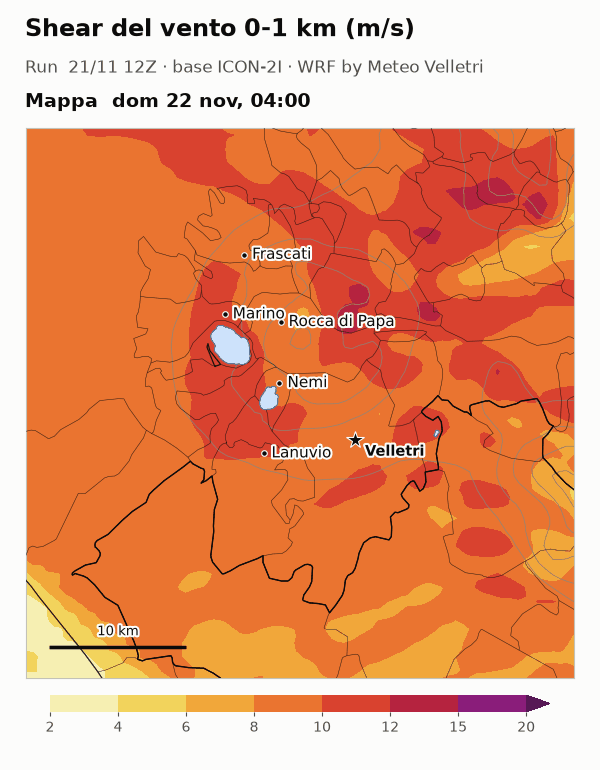 Shear del vento 0-1 km (m/s)
Run  21/11 12Z · base ICON-2I · WRF by Meteo Velletri
Mappa  dom 22 nov, 04:00
Frascati
Marino
Rocca di Papa
Nemi
Velletri
Lanuvio
10 km
2 4 6 8 10 12 15 20